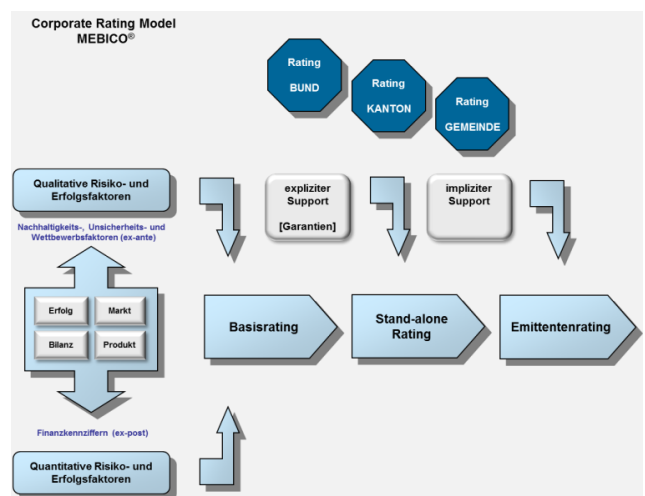 Corporate Rating Model
MEBICO®
Rating
BUND
Rating
KANTON
Rating
GEMEINDE
Qualitative Risiko- und
Erfolgsfaktoren
expliziter
Support
[Garantien]
impliziter
Support
Nachhaltigkeits-, Unsicherheits- und
Wettbewerbsfaktoren (ex-ante)
Erfolg
Markt
Bilanz
Produkt
Basisrating
Stand-alone
Rating
Emittentenrating
Finanzkennziffern (ex-post)
Quantitative Risiko- und
Erfolgsfaktoren